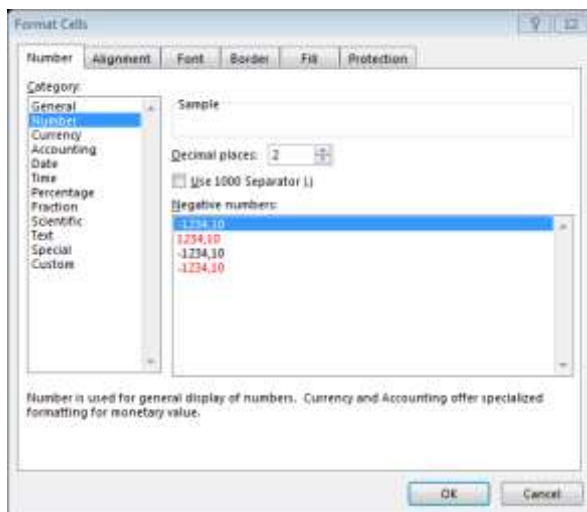 Format Cells
Number Alignment Font Border Fill Protection
Category:
General
Number
Currency
Accounting
Date
Time
Percentage
Fraction
Scientific
Text
Special
Custom
Sample
Decimal places: 2
Use 1000 Separator (.)
Negative numbers:
-1234,10
1234,10
-1234,10
-1234,10
Number is used for general display of numbers. Currency and Accounting offer specialized
formatting for monetary value.
OK Cancel